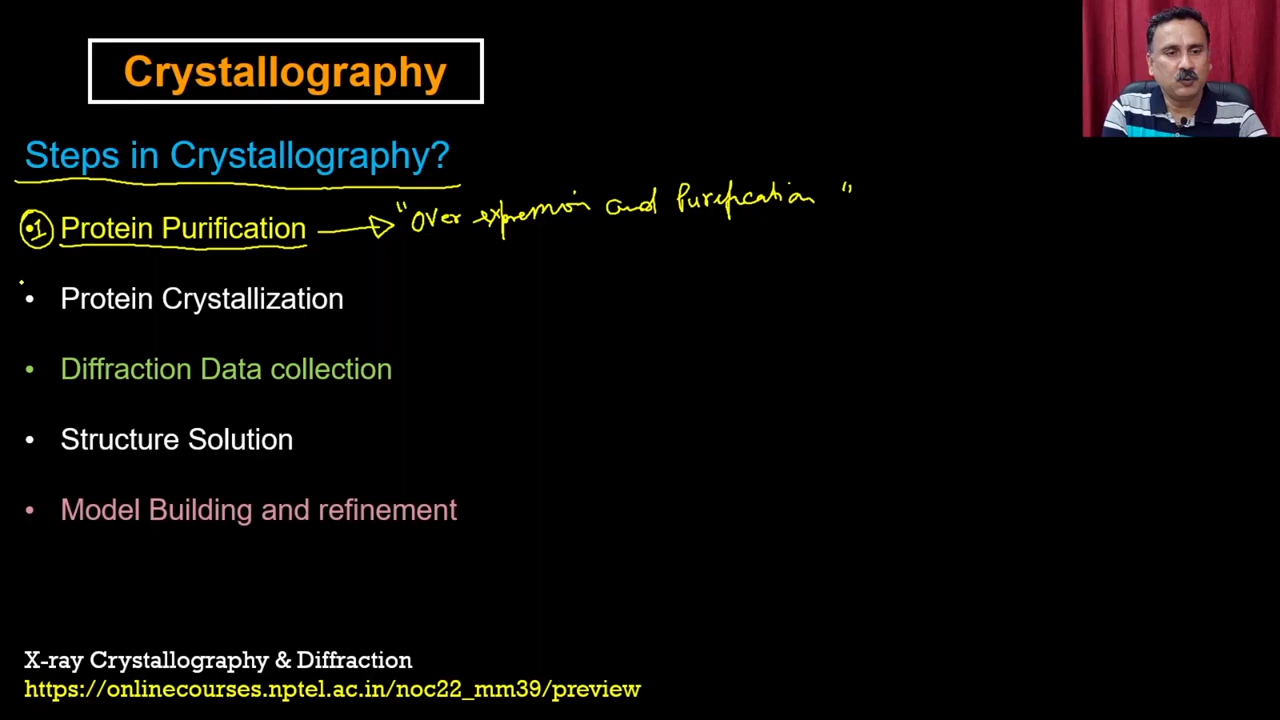 Crystallography
Steps in Crystallography?
• 1 Protein Purification → "Over expression and Purification"
• Protein Crystallization
• Diffraction Data collection
• Structure Solution
• Model Building and refinement
X-ray Crystallography & Diffraction
https://onlinecourses.nptel.ac.in/noc22_mm39/preview